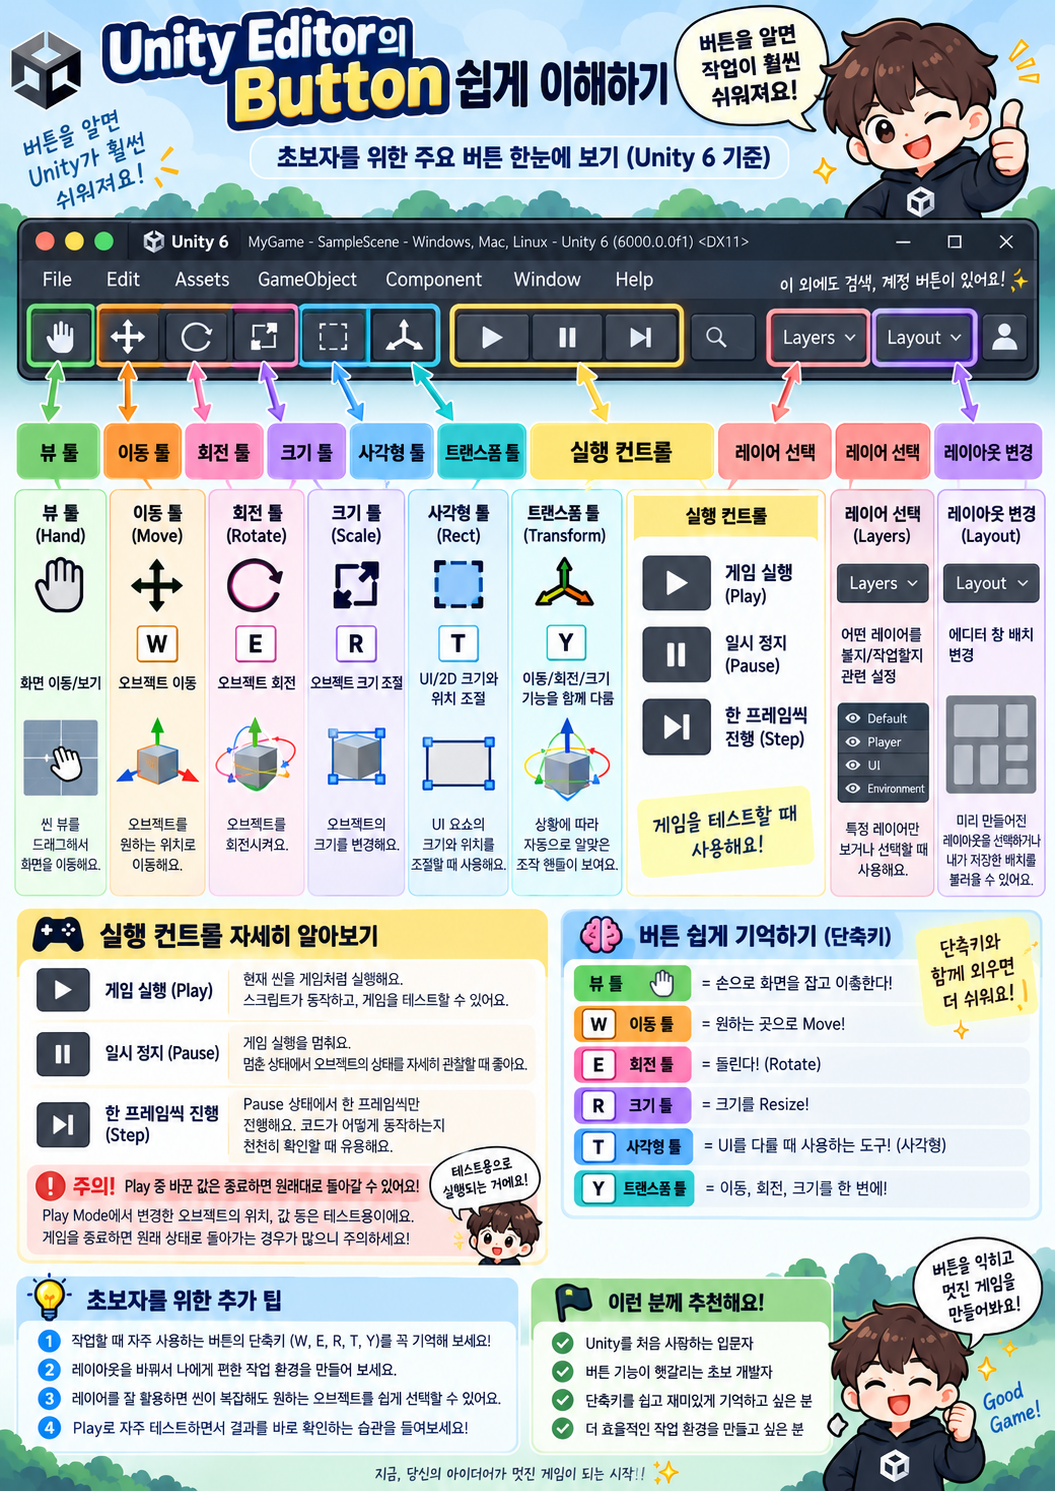 Unity Editor의
Button 쉽게 이해하기
버튼을 알면
작업이 훨씬
쉬워져요!
버튼을 알면
Unity가 훨썬
쉬워져요!
초보자를 위한 주요 버튼 한눈에 보기 (Unity 6 기준)
Unity 6 MyGame - SampleScene - Windows, Mac, Linux - Unity 6 (6000.0.0f1) <DX11>
File Edit Assets GameObject Component Window Help
이 외에도 검색, 계정 버튼이 있어요!
Layers Layout
뷰 툴 이동 툴 회전 툴 크기 툴 사각형 툴 트랜스폼 툴 실행 컨트롤 레이어 선택 레이어 선택 레이아웃 변경
뷰 툴
(Hand)
화면 이동/보기
씬 뷰를
드래그해서
화면을 이동해요.
이동 툴
(Move)
W
오브젝트 이동
오브젝트를
원하는 위치로
이동해요.
회전 툴
(Rotate)
E
오브젝트 회전
오브젝트를
회전시켜요.
크기 툴
(Scale)
R
오브젝트 크기 조절
오브젝트의
크기를 변경해요.
사각형 툴
(Rect)
T
UI/2D 크기와
위치 조절
UI 요쇼의
크기와 위치를
조절할 때 사용해요.
트랜스폼 툴
(Transform)
Y
이동/회전/크기
기능을 함께 다룸
상황에 따라
자동으로 알맞은
조작 핸들이 보여요.
실행 컨트롤
게임 실행
(Play)
일시 정지
(Pause)
한 프레임씩
진행 (Step)
게임을 테스트할 때
사용해요!
레이어 선택
(Layers)
Layers
어떤 레이어를
볼지/작업할지
관련 설정
Default
Player
UI
Environment
특정 레이어만
보거나 선택할 때
사용해요.
레이아웃 변경
(Layout)
Layout
에디터 창 배치
변경
미리 만들어진
레이아웃을 선택하거나
내가 저장한 배치를
불러올 수 있어요.
실행 컨트롤 자세히 알아보기
게임 실행 (Play)
현재 씬을 게임처럼 실행해요.
스크립트가 동작하고, 게임을 테스트할 수 있어요.
일시 정지 (Pause)
게임 실행을 멈춰요.
멈춘 상태에서 오브젝트의 상태를 자세히 관찰할 때 좋아요.
한 프레임씩 진행
(Step)
Pause 상태에서 한 프레임씩만
전행해요. 코드가 어떻게 동작하는지
천천히 확인할 때 유용해요.
주의! Play 중 바꾼 값은 종료하면 원래대로 돌아갈 수 있어요!
Play Mode에서 변경한 오브젝트의 위치, 값 등은 테스트용이에요.
게임을 종료하면 원래 상태로 돌아가는 경우가 많으니 주의하세요!
테스트용으로
실행되는 거에요!
버튼 쉽게 기억하기 (단축키)
단축키와
함께 외우면
더 쉬워요!
뷰 툴 = 손으로 화면을 잡고 이춤한다!
W 이동 툴 = 원하는 곳으로 Move!
E 회전 툴 = 돌린다! (Rotate)
R 크기 툴 = 크기를 Resize!
T 사각형 툴 = UI를 다룰 때 사용하는 도구! (사각형)
Y 트랜스폼 툴 = 이동, 회전, 크기를 한 번에!
초보자를 위한 추가 팁
1 작업할 때 자주 사용하는 버튼의 단축키 (W, E, R, T, Y)를 꼭 기억해 보세요!
2 레이아웃을 바꿔서 나에게 편한 작업 환경을 만들어 보세요.
3 레이어를 잘 활용하면 씬이 복잡해도 원하는 오브젝트를 쉽게 선택할 수 있어요.
4 Play로 자주 테스트하면서 결과를 바로 확인하는 습관을 들여보세요!
이런 분께 추천해요!
Unity를 처음 사랑하는 입문자
버튼 기능이 헷갈리는 초보 개발자
단축키를 쉽고 재미있게 기억하고 싶은 분
더 효율적인 작업 환경을 만들고 싶은 분
버튼을 익히고
멋진 게임을
만들어봐요!
Good
Game!
지금, 당신의 아이더어가 멋진 게임이 되는 시작!!